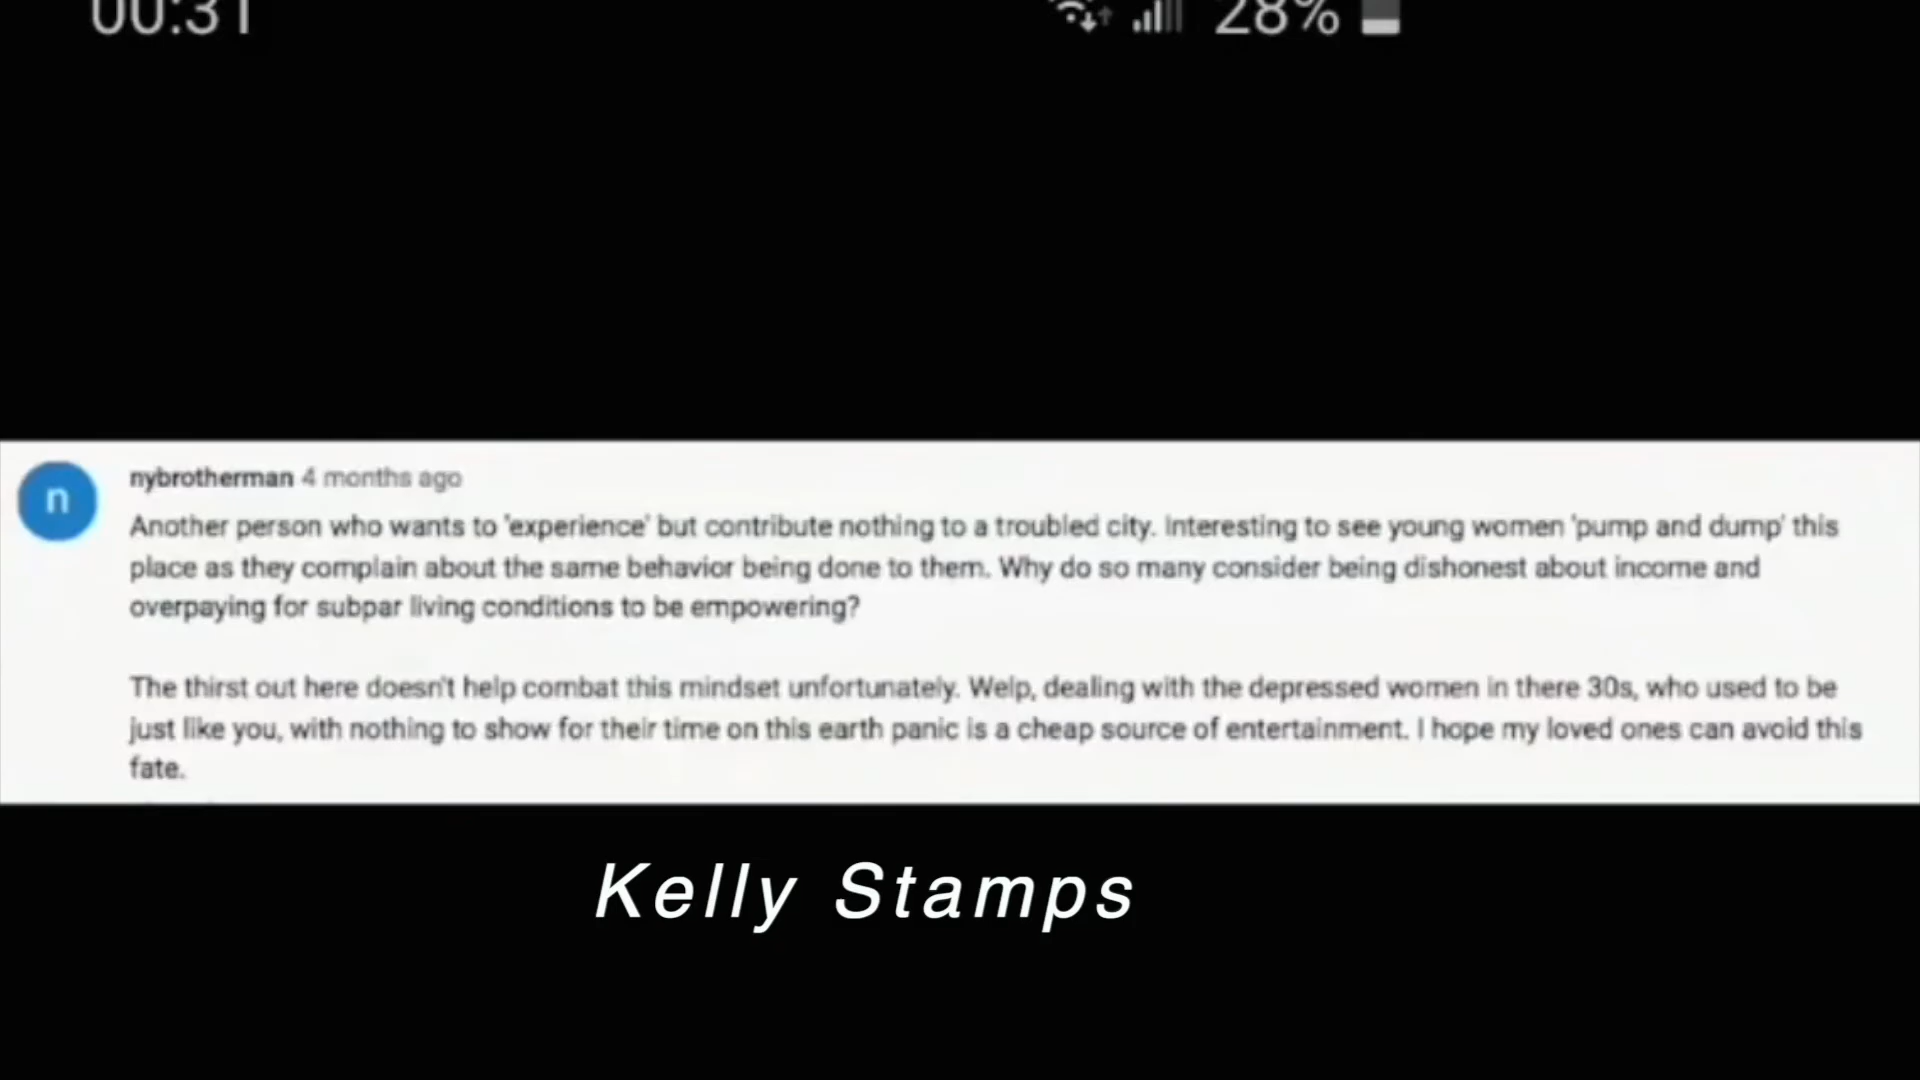 00:31 28%
nybrotherman 4 months ago
n
Another person who wants to 'experience' but contribute nothing to a troubled city. Interesting to see young women 'pump and dump' this
place as they complain about the same behavior being done to them. Why do so many consider being dishonest about income and
overpaying for subpar living conditions to be empowering?
The thirst out here doesn't help combat this mindset unfortunately. Welp, dealing with the depressed women in there 30s, who used to be
just like you, with nothing to show for their time on this earth panic is a cheap source of entertainment. I hope my loved ones can avoid this
fate.
Kelly Stamps